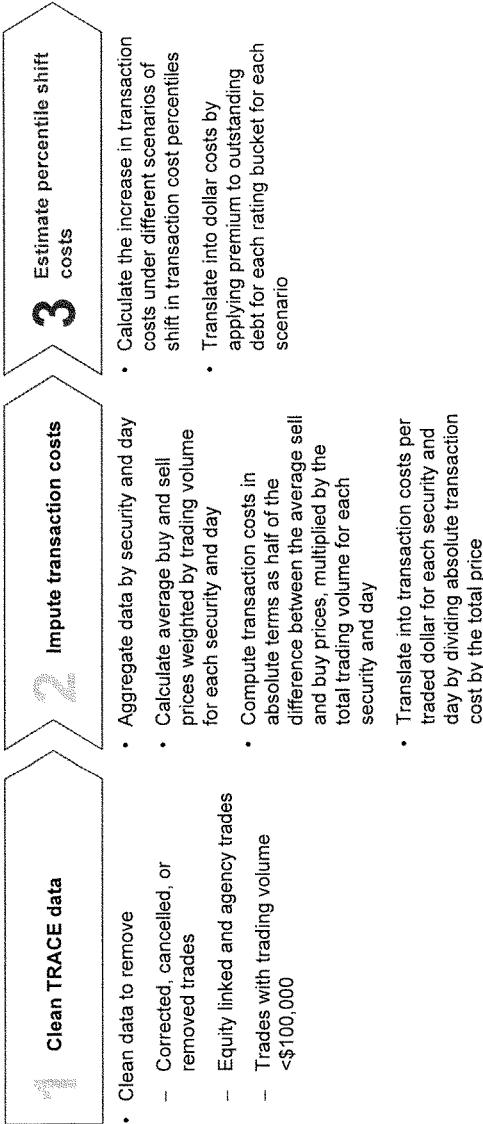 1 Clean TRACE data
• Clean data to remove
– Corrected, cancelled, or
removed trades
– Equity linked and agency trades
– Trades with trading volume
<$100,000
2 Impute transaction costs
• Aggregate data by security and day
• Calculate average buy and sell
prices weighted by trading volume
for each security and day
• Compute transaction costs in
absolute terms as half of the
difference between the average sell
and buy prices, multiplied by the
total trading volume for each
security and day
• Translate into transaction costs per
traded dollar for each security and
day by dividing absolute transaction
cost by the total price
3 Estimate percentile shift
costs
• Calculate the increase in transaction
costs under different scenarios of
shift in transaction cost percentiles
• Translate into dollar costs by
applying premium to outstanding
debt for each rating bucket for each
scenario